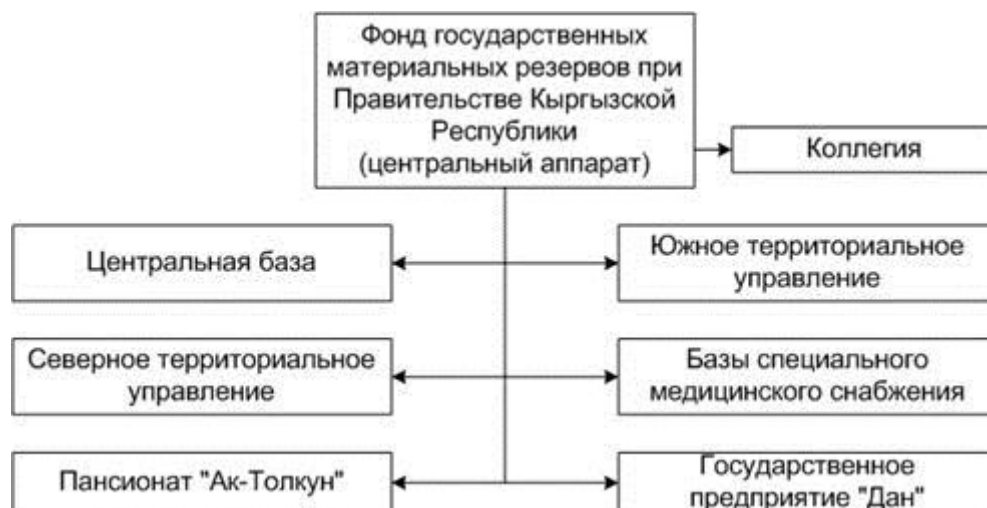 Фонд государственных
материальных резервов при
Правительстве Кыргызской
Республики
(центральный аппарат)
Коллегия
Центральная база
Южное территориальное
управление
Северное территориальное
управление
Базы специального
медицинского снабжения
Пансионат "Ак-Толкун"
Государственное
предприятие "Дан"